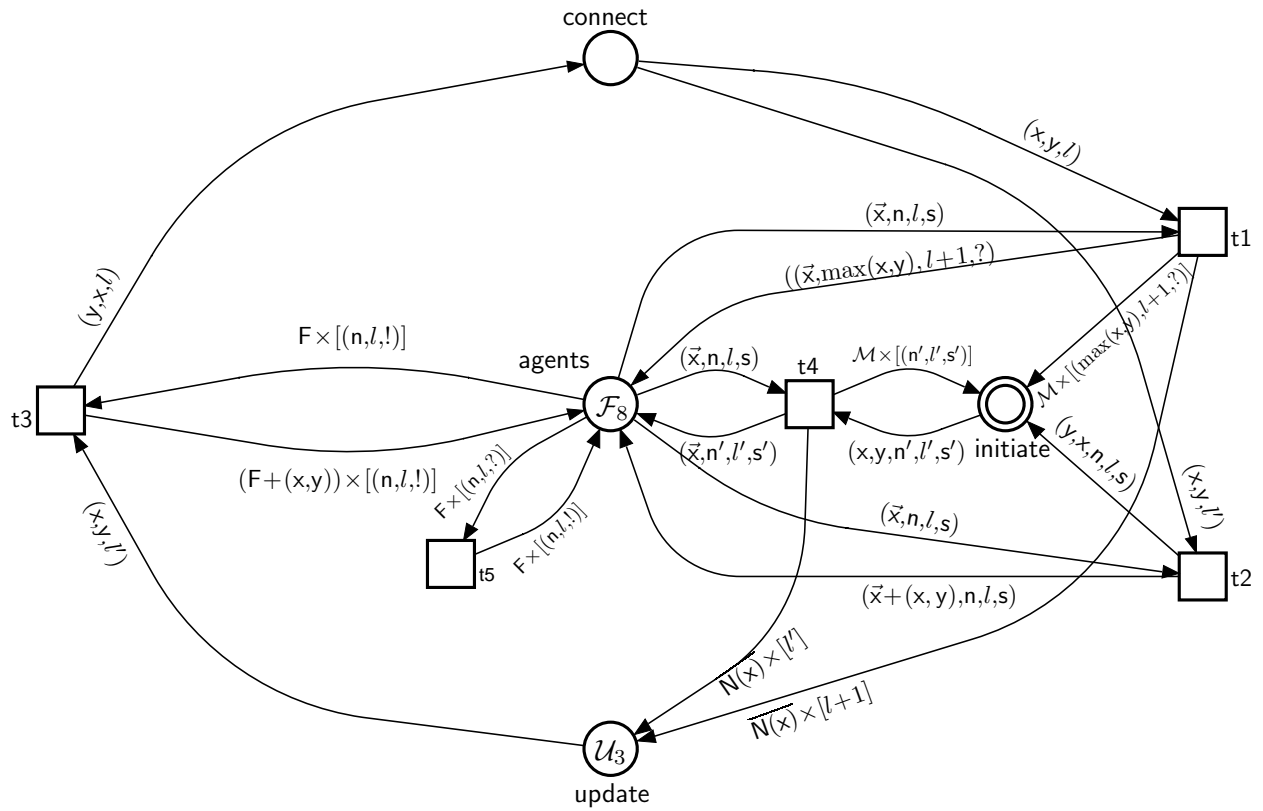 connect
(x,y,l)
(x⃗,n,l,s)
t1
((x⃗,max(x,y),l+1,?)
(y,x,l)
F×[(n,l,!)]
agents
(x⃗,n,l,s)
t4
M×[(n′,l′,s′)]
M×[(max(x,y),l+1,?)]
t3
F₈
(F+(x,y))×[(n,l,!)]
(x⃗,n′,l′,s′)
(x,y,n′,l′,s′)
initiate
(y,x,n,l,s)
F×[(n,l,?)]
(x,y,l′)
(x,y,l′)
(x⃗,n,l,s)
F×[(n,l,!)]
t5
t2
(x⃗+(x, y),n,l,s)
N̅(̅x̅)̅×[l′]
N̅(̅x̅)̅×[l+1]
U₃
update